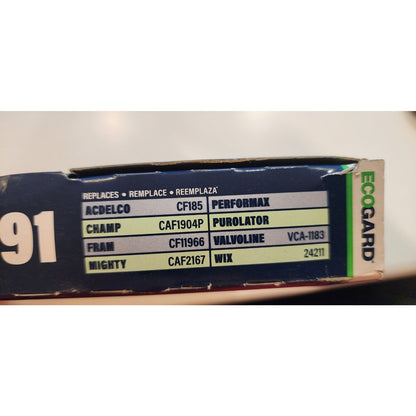 91
REPLACES • REMPLACE • REEMPLAZA
ACDELCO CF185 PERFORMAX
CHAMP CAF1904P PUROLATOR
FRAM CF11966 VALVOLINE VCA-1183
MIGHTY CAF2167 WIX 24211
ECOGARD